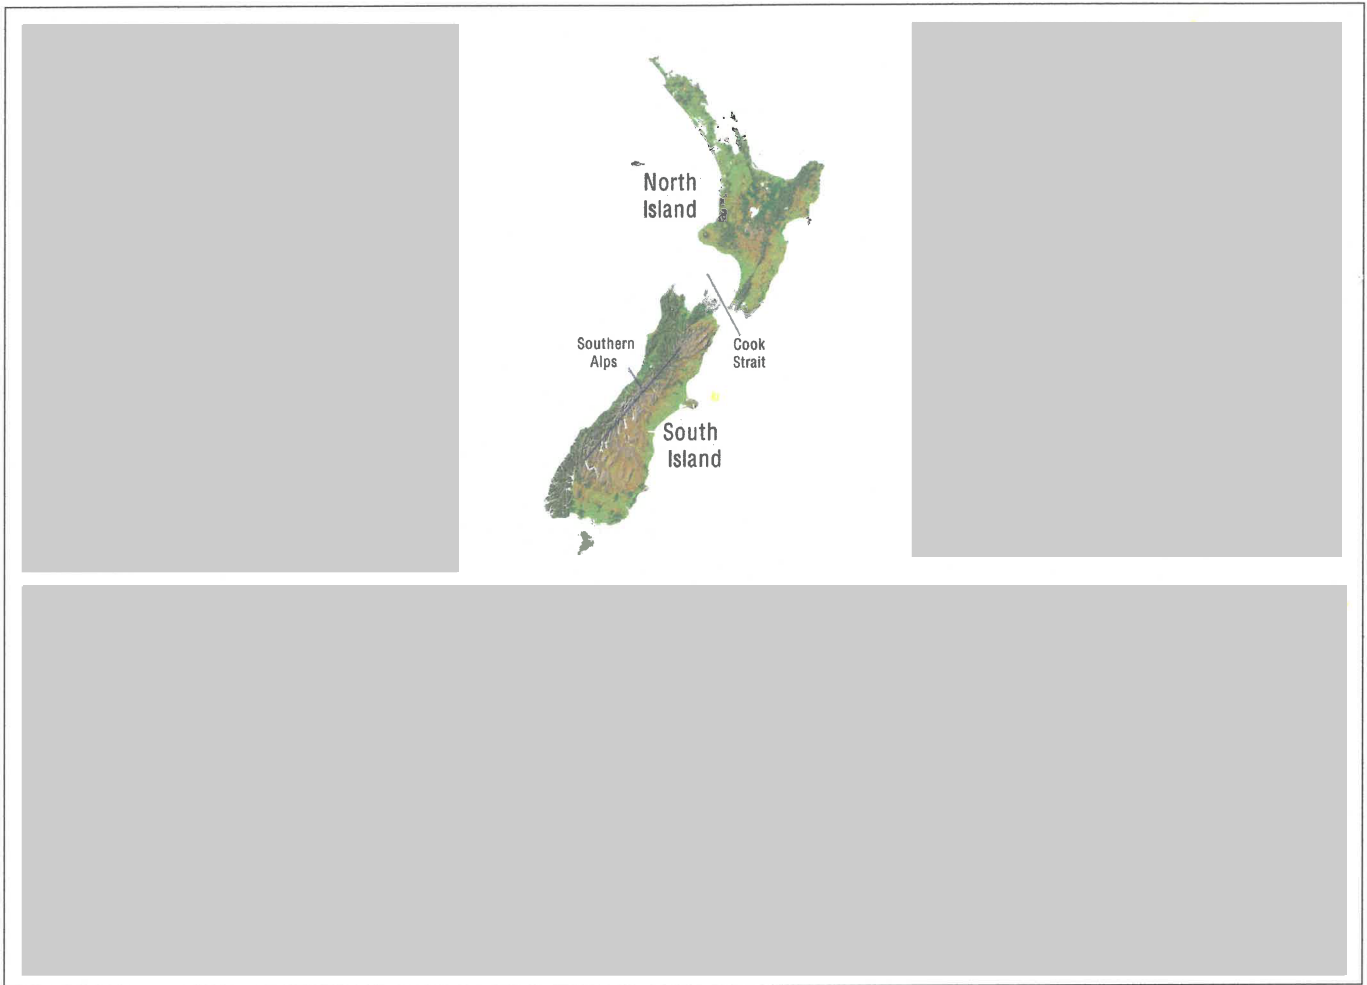 North
Island
Southern
Alps
Cook
Strait
South
Island